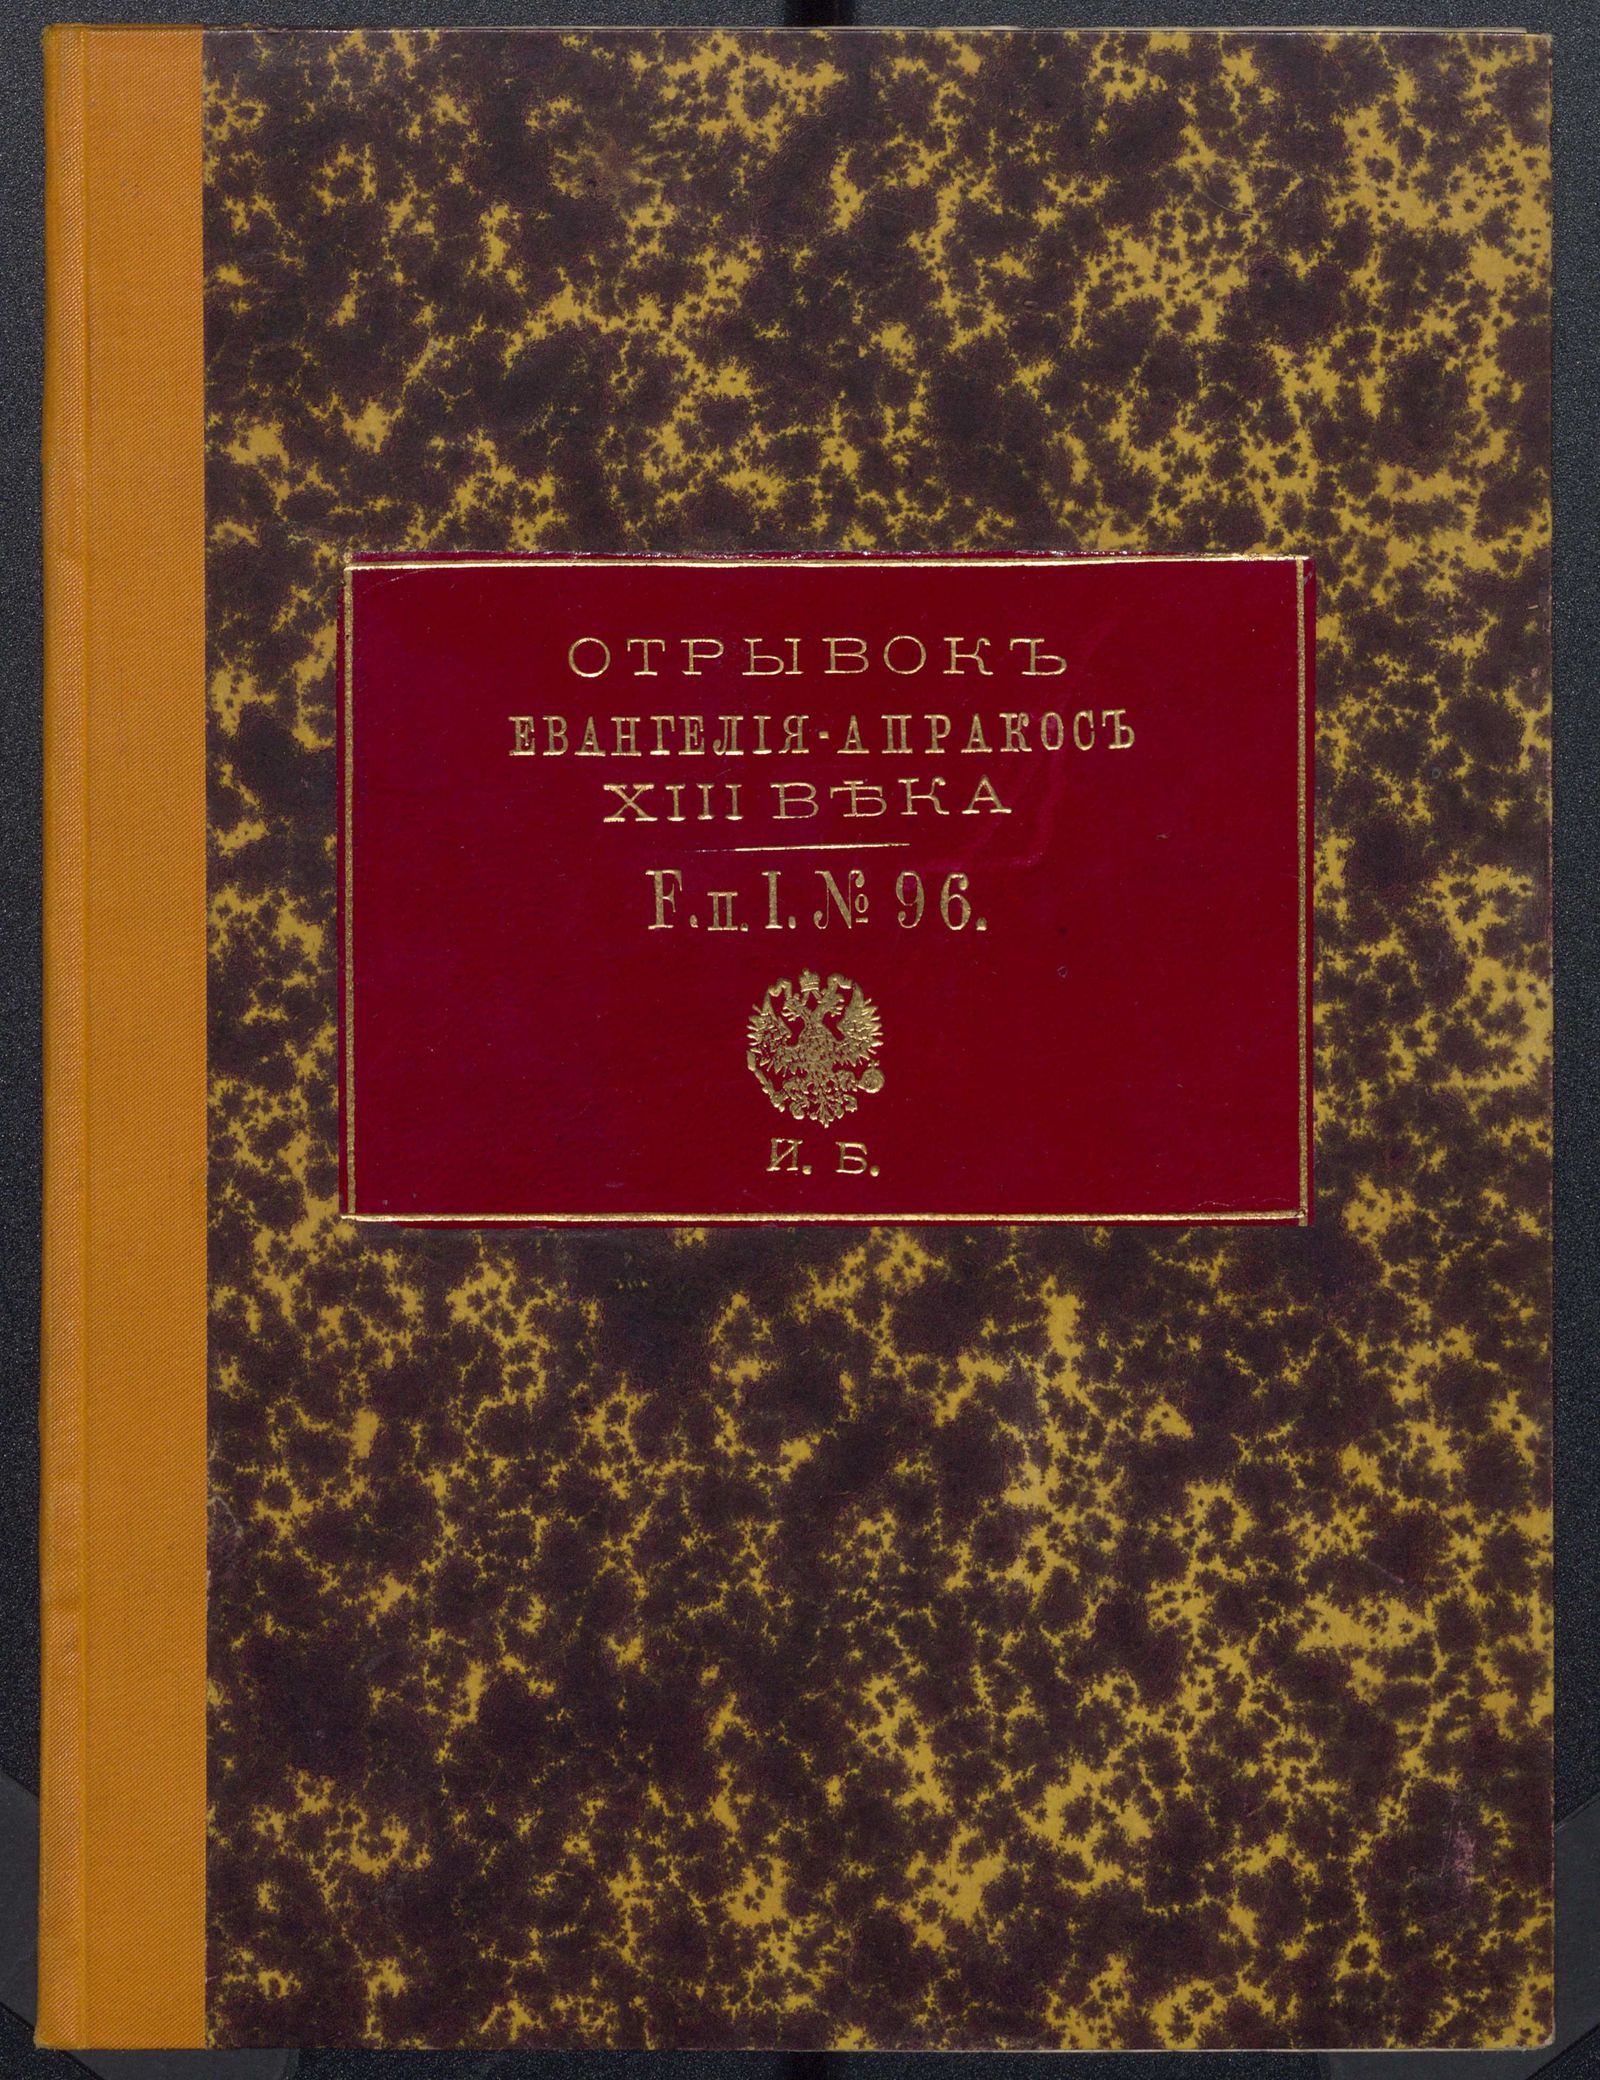 ОТРЫВОКЪ
ЕВАНГЕЛІЯ-АПРАКОСЪ
XIII ВѢКА
F.п.I.№ 96.
И. Б.